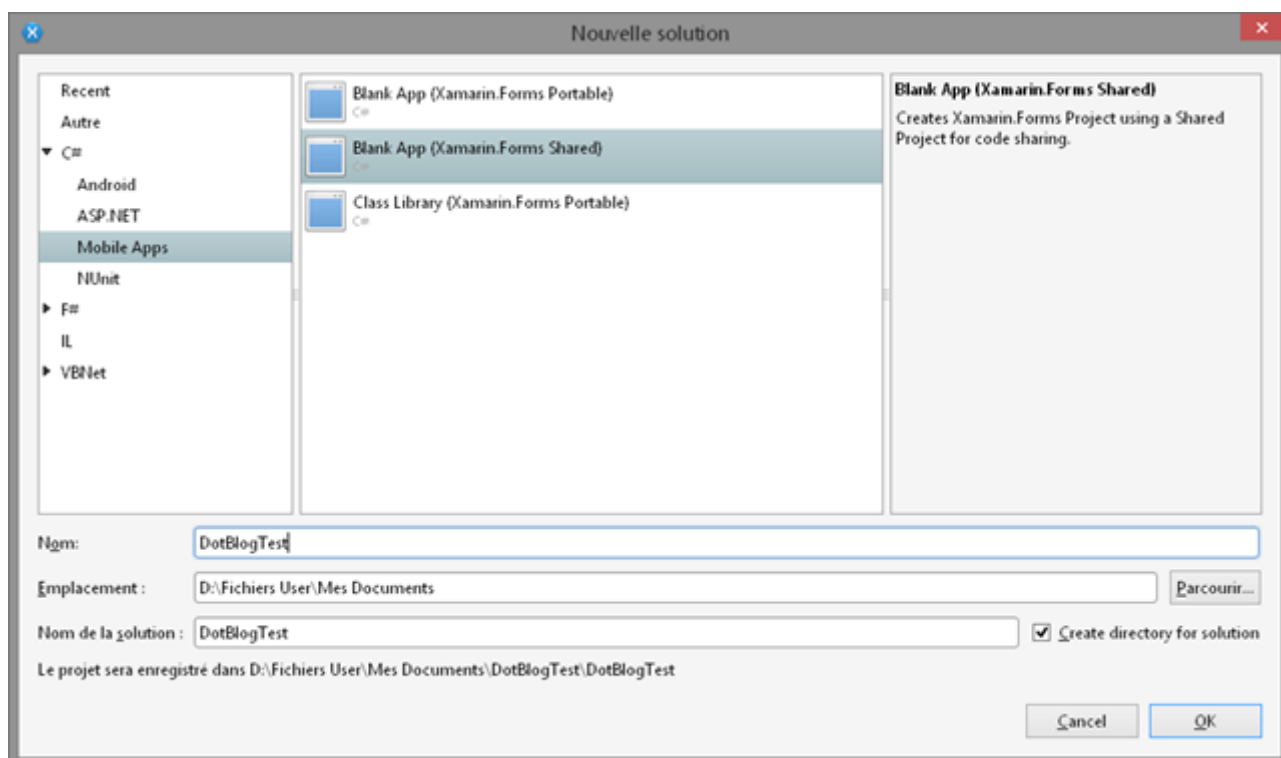 Nouvelle solution
Recent
Autre
C#
Android
ASP.NET
Mobile Apps
NUnit
F#
IL
VBNet
Blank App (Xamarin.Forms Portable)
C#
Blank App (Xamarin.Forms Shared)
C#
Class Library (Xamarin.Forms Portable)
C#
Blank App (Xamarin.Forms Shared)
Creates Xamarin.Forms Project using a Shared
Project for code sharing.
Nom: DotBlogTest
Emplacement : D:\Fichiers User\Mes Documents Parcourir...
Nom de la solution : DotBlogTest Create directory for solution
Le projet sera enregistré dans D:\Fichiers User\Mes Documents\DotBlogTest\DotBlogTest
Cancel OK